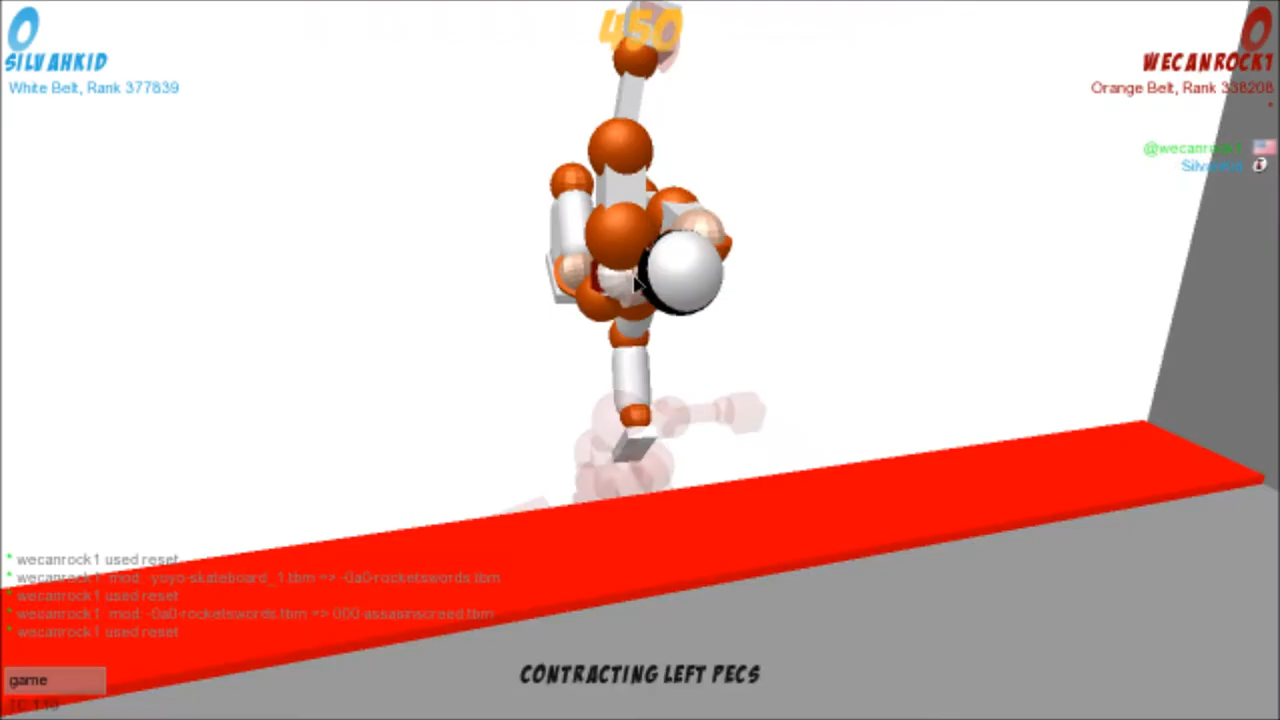 0
SILVAHKID
White Belt, Rank 377839
450
0
WECANROCK1
Orange Belt, Rank 338208
@wecanrock1
Silvahkid
* wecanrock1 used reset
* wecanrock1: mod: -yoyo-skateboard_1.tbm => -0a0-rocketswords.tbm
* wecanrock1 used reset
* wecanrock1: mod: -0a0-rocketswords.tbm => 000-assasinscreed.tbm
* wecanrock1 used reset
CONTRACTING LEFT PECS
game